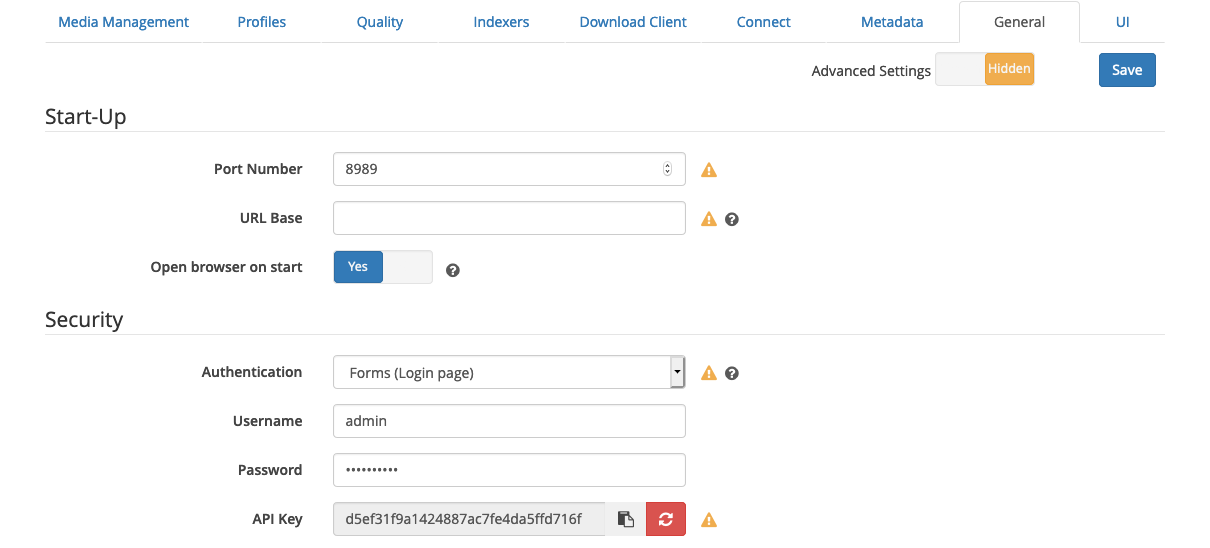 Media Management Profiles Quality Indexers Download Client Connect Metadata General UI
Advanced Settings Hidden Save
Start-Up
Port Number 8989
URL Base
Open browser on start Yes
Security
Authentication Forms (Login page)
Username admin
Password ••••••••••
API Key d5ef31f9a1424887ac7fe4da5ffd716f